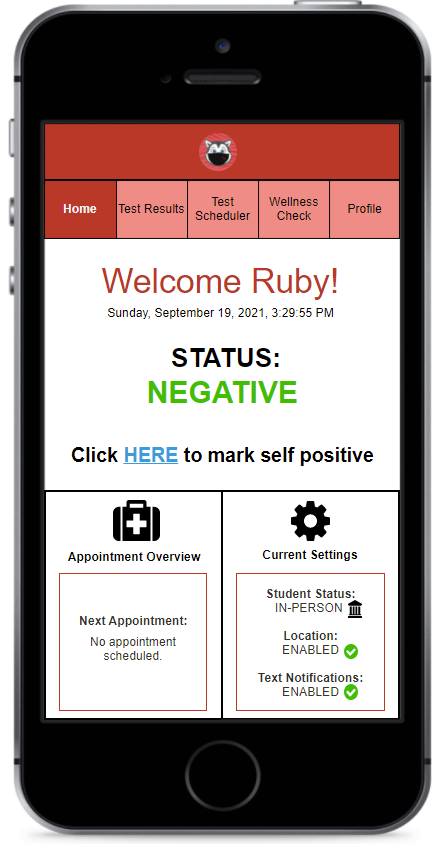 Home
Test Results
Test
Scheduler
Wellness
Check
Profile
Welcome Ruby!
Sunday, September 19, 2021, 3:29:55 PM
STATUS:
NEGATIVE
Click HERE to mark self positive
Appointment Overview
Next Appointment:
No appointment
scheduled.
Current Settings
Student Status:
IN-PERSON
Location:
ENABLED
Text Notifications:
ENABLED